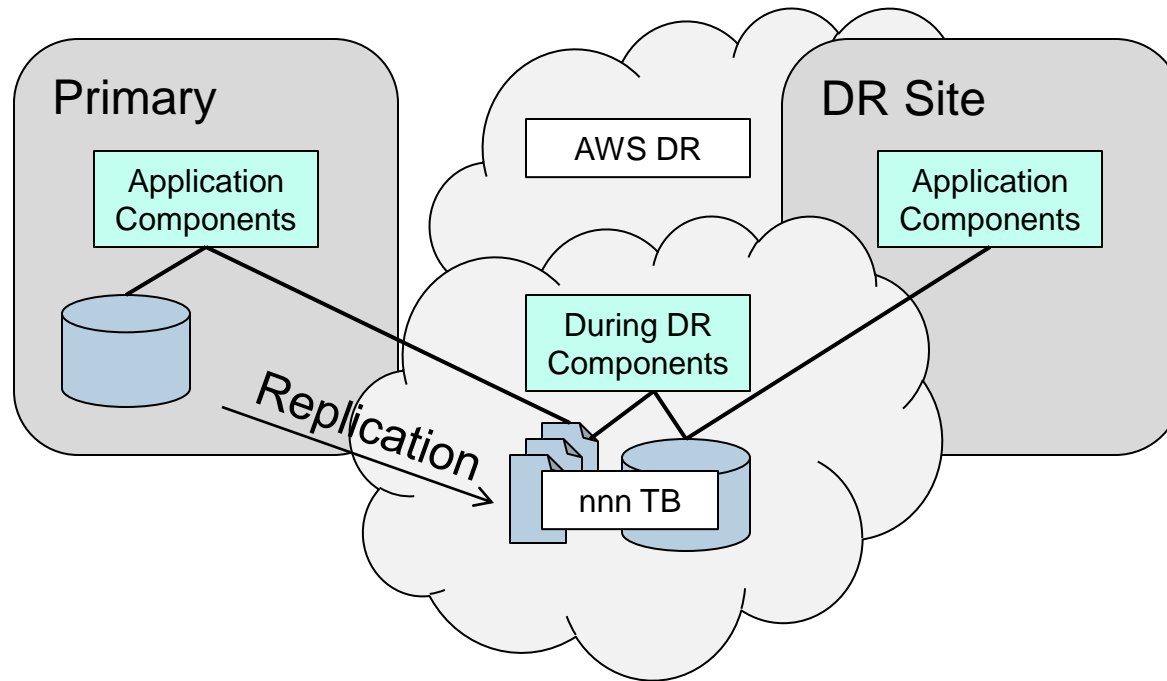 Primary
DR Site
AWS DR
Application
Components
Application
Components
During DR
Components
Replication
nnn TB